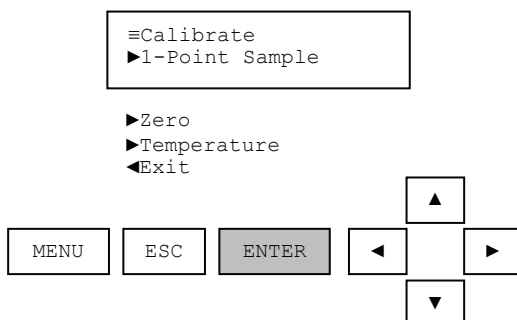 ≡Calibrate
►1-Point Sample
►Zero
►Temperature
◄Exit
▲
MENU ESC ENTER ◄ ►
▼